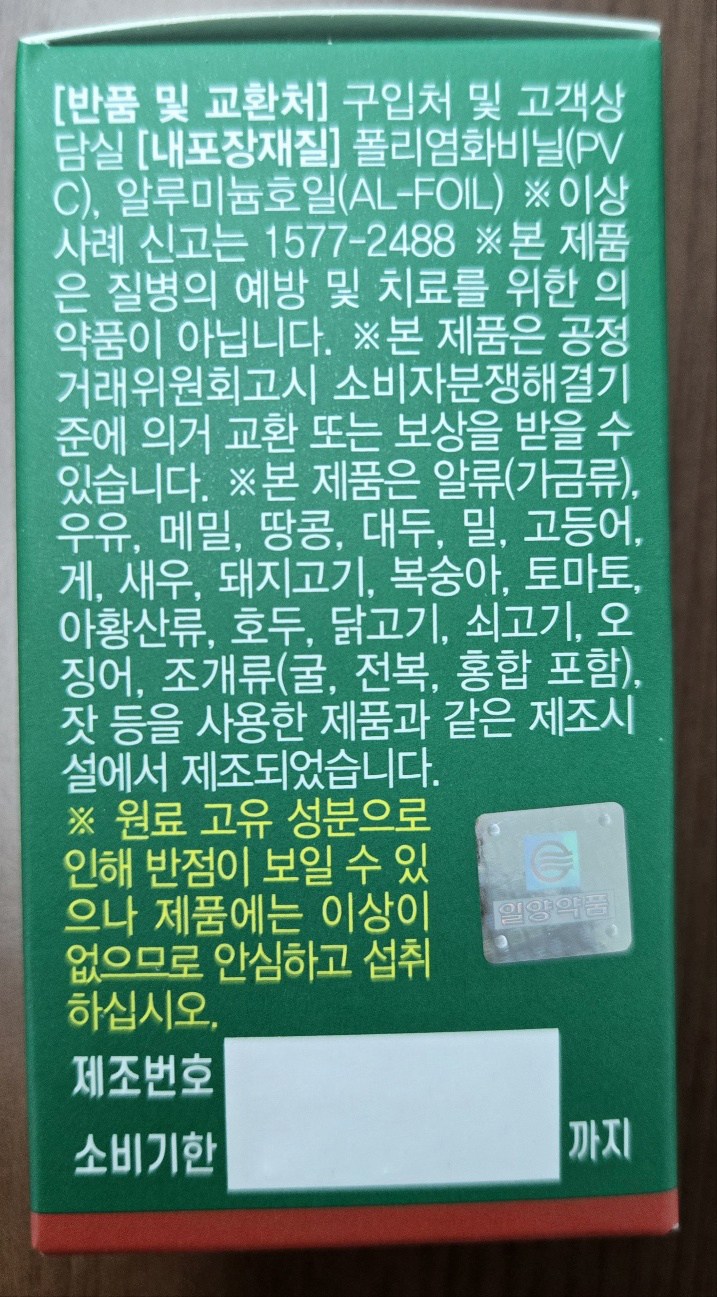 [반품 및 교환처] 구입처 및 고객상
담실 [내포장재질] 폴리염화비닐(PV
C), 알루미늄호일(AL-FOIL) ※이상
사례 신고는 1577-2488 ※본 제품
은 질병의 예방 및 치료를 위한 의
약품이 아닙니다. ※본 제품은 공정
거래위원회고시 소비자분쟁해결기
준에 의거 교환 또는 보상을 받을 수
있습니다. ※본 제품은 알류(가금류),
우유, 메밀, 땅콩, 대두, 밀, 고등어,
게, 새우, 돼지고기, 복숭아, 토마토,
아황산류, 호두, 닭고기, 쇠고기, 오
징어, 조개류(굴, 전복, 홍합 포함),
잣 등을 사용한 제품과 같은 제조시
설에서 제조되었습니다.
※ 원료 고유 성분으로
인해 반점이 보일 수 있
으나 제품에는 이상이
없으므로 안심하고 섭취
하십시오.
일양약품
제조번호
소비기한 까지